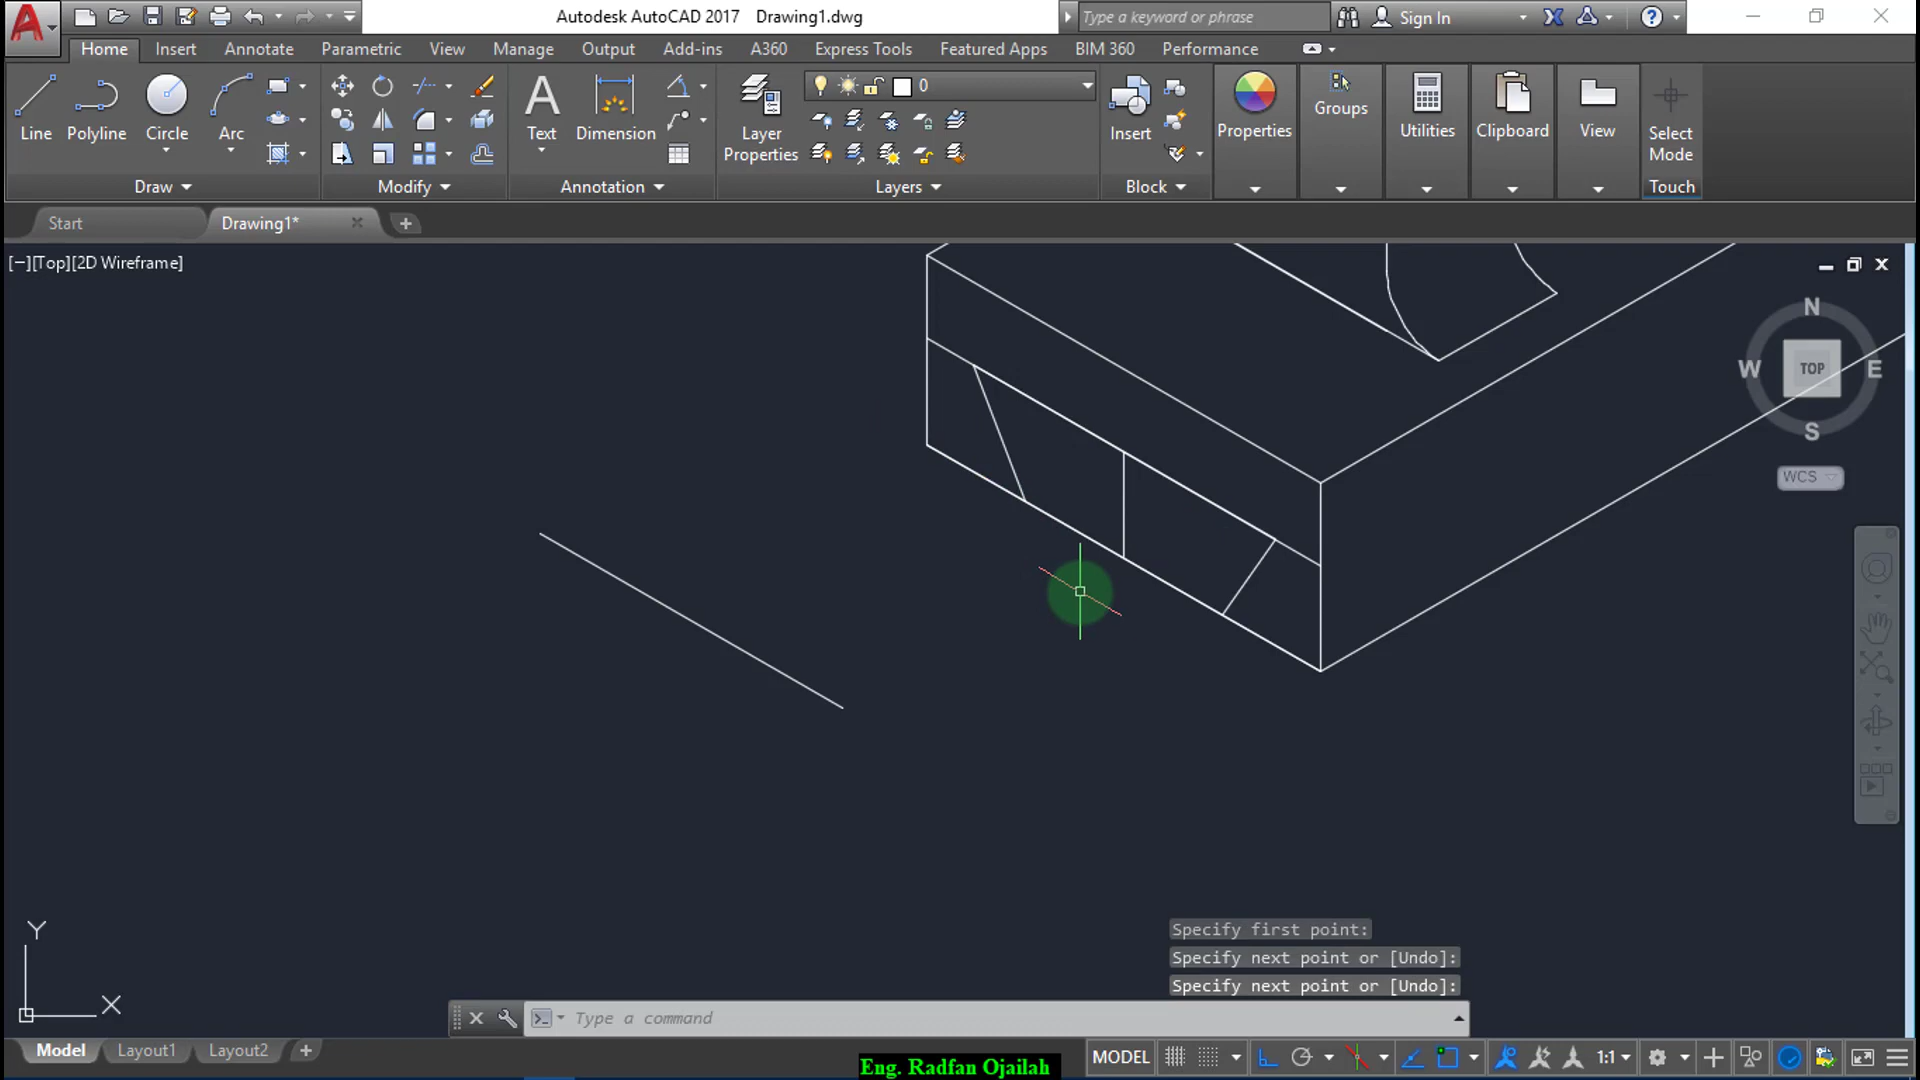 Autodesk AutoCAD 2017 Drawing1.dwg
Type a keyword or phrase
Sign In
Home Insert Annotate Parametric View Manage Output Add-ins A360 Express Tools Featured Apps BIM 360 Performance
0
Line Polyline Circle Arc
Text Dimension
Layer Properties
Insert
Properties
Groups
Utilities
Clipboard
View
Select Mode
Draw Modify Annotation Layers Block Touch
Start Drawing1*
[−][Top][2D Wireframe]
N
W TOP E
S
WCS
Y
X
Specify first point:
Specify next point or [Undo]:
Specify next point or [Undo]:
Type a command
Model Layout1 Layout2
MODEL 1:1
Eng. Radfan Ojailah